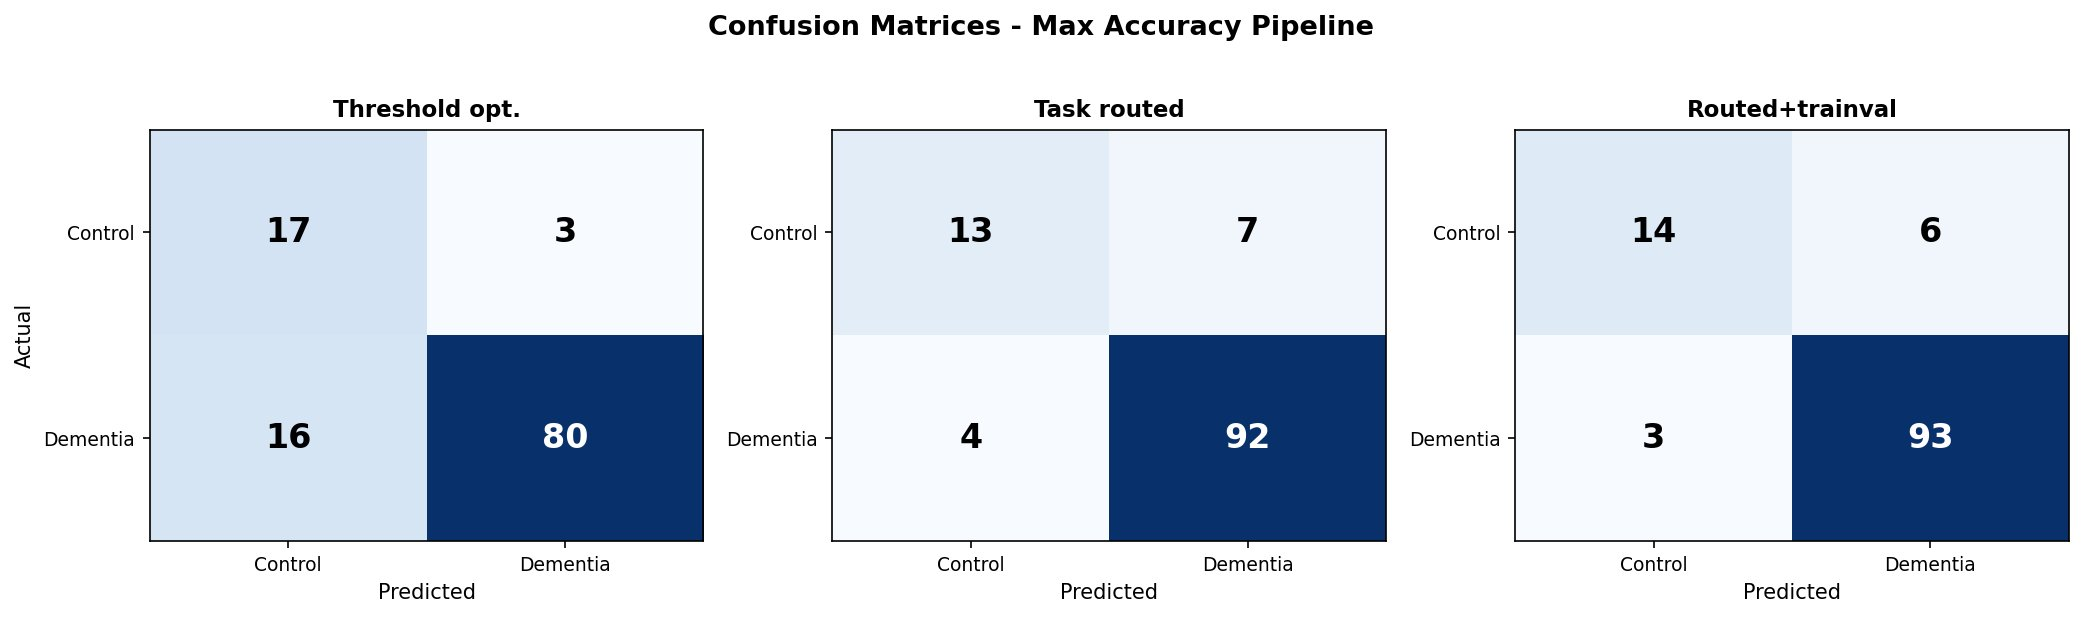 Confusion Matrices - Max Accuracy Pipeline
Threshold opt.
Actual
Control
17
3
Dementia
16
80
Control
Dementia
Predicted
Task routed
Control
13
7
Dementia
4
92
Control
Dementia
Predicted
Routed+trainval
Control
14
6
Dementia
3
93
Control
Dementia
Predicted